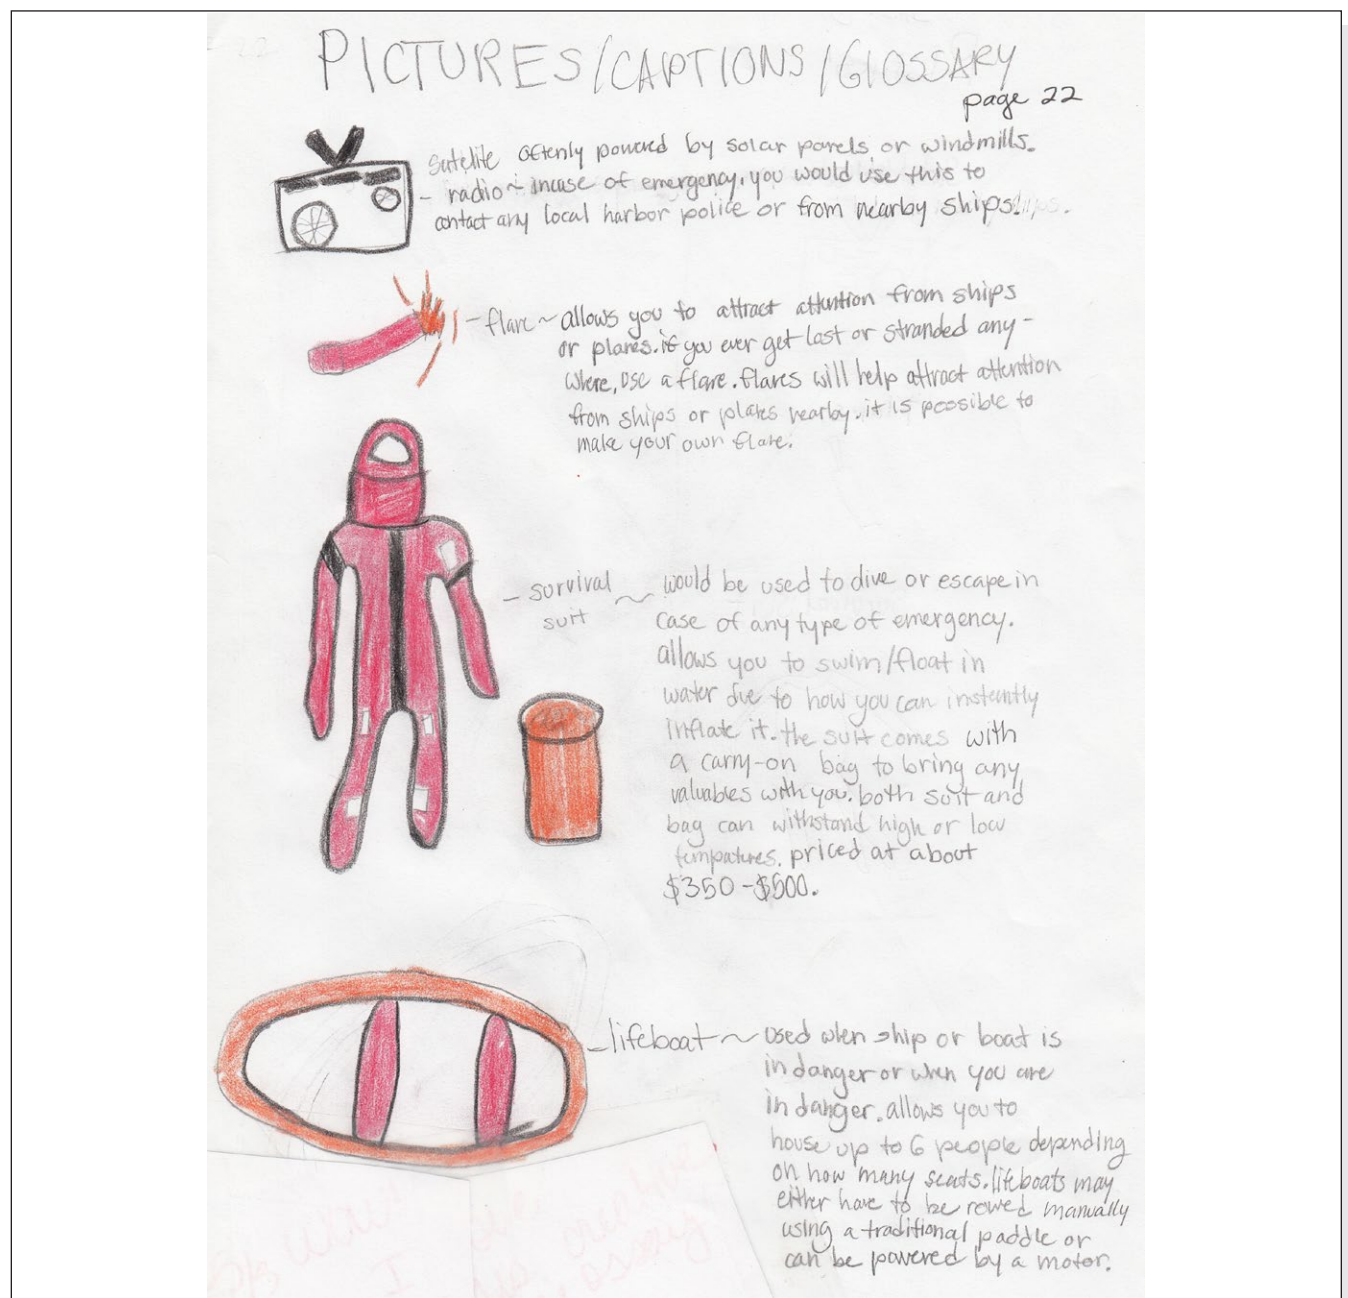 PICTURES/CAPTIONS/GLOSSARY
page 22
Satelite oftenly powered by solar panels or windmills.
- radio ~ incase of emergency, you would use this to
contact any local harbor police or from nearby ships.
- flare ~ allows you to attract attention from ships
or planes. if you ever get lost or stranded any-
where, use a flare. flares will help attract attention
from ships or planes nearby. it is possible to
make your own flare.
- survival suit ~ would be used to dive or escape in
case of any type of emergency.
allows you to swim/float in
water due to how you can instantly
inflate it. the suit comes with
a carry-on bag to bring any
valuables with you. both suit and
bag can withstand high or low
tempatures. priced at about
$350-$500.
- lifeboat ~ used when ship or boat is
in danger or when you are
in danger. allows you to
house up to 6 people depending
on how many seats. lifeboats may
either have to be rowed manually
using a traditional paddle or
can be powered by a motor.